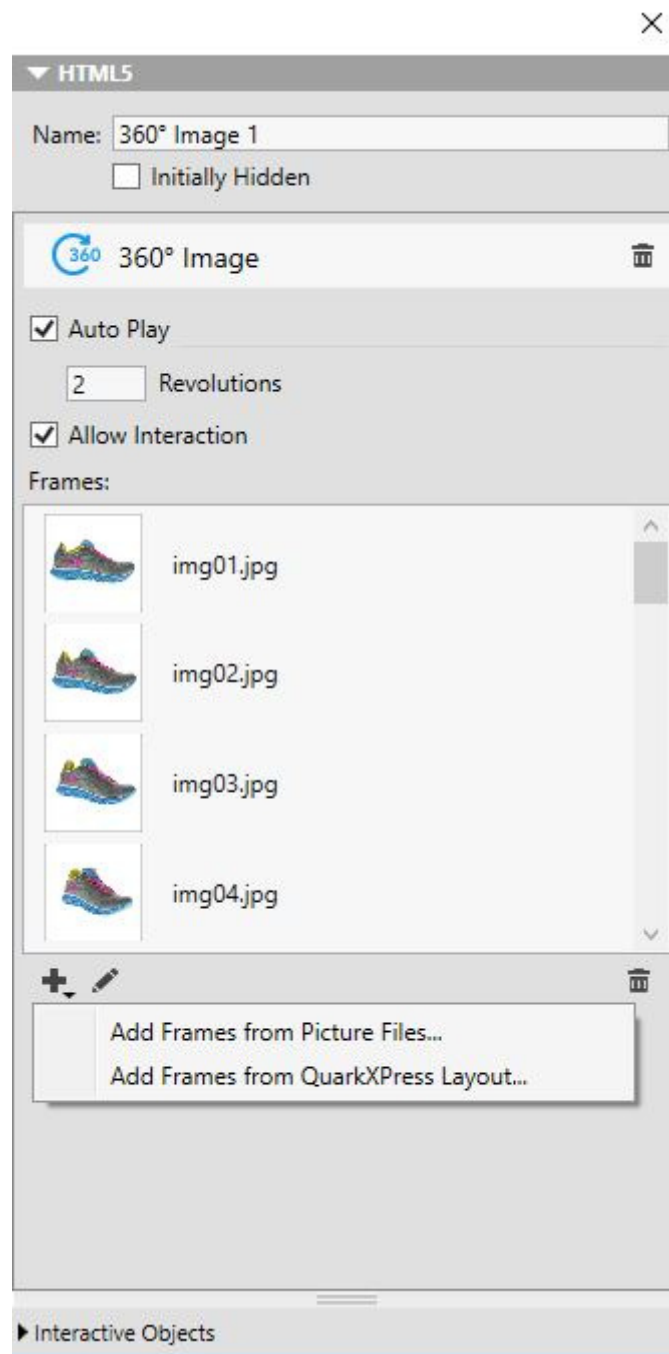 HTML5
Name: 360° Image 1
Initially Hidden
360 360° Image
Auto Play
2 Revolutions
Allow Interaction
Frames:
img01.jpg
img02.jpg
img03.jpg
img04.jpg
Add Frames from Picture Files...
Add Frames from QuarkXPress Layout...
Interactive Objects